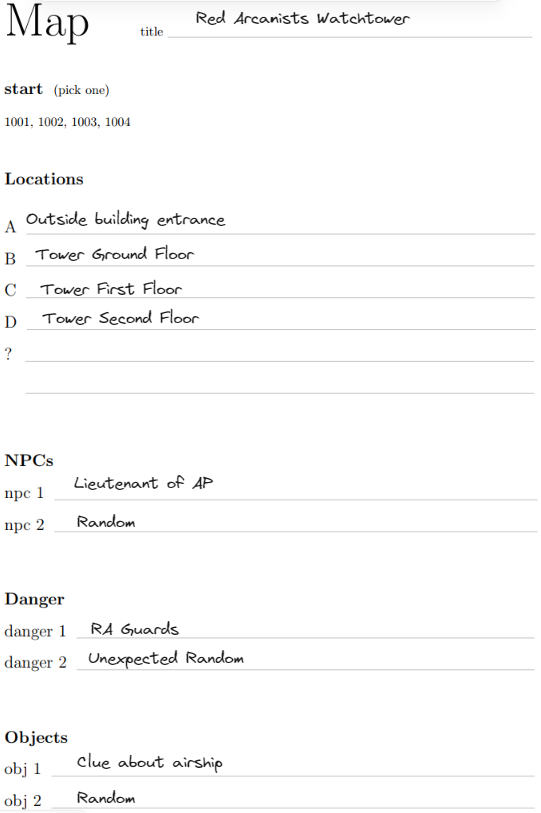 Map title Red Arcanists Watchtower
start (pick one)
1001, 1002, 1003, 1004
Locations
A Outside building entrance
B Tower Ground Floor
C Tower First Floor
D Tower Second Floor
?
NPCs
npc 1 Lieutenant of AP
npc 2 Random
Danger
danger 1 RA Guards
danger 2 Unexpected Random
Objects
obj 1 Clue about airship
obj 2 Random